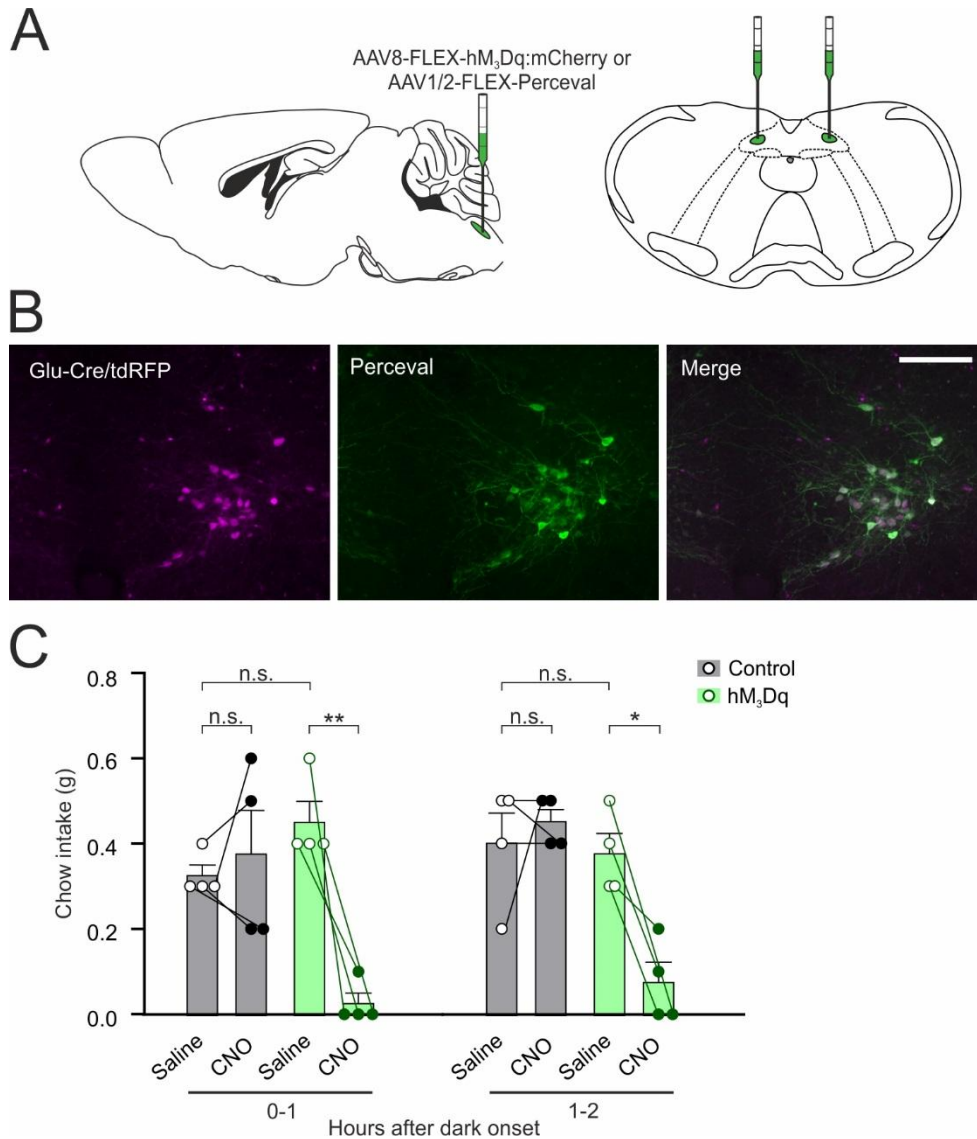 A
AAV8-FLEX-hM₃Dq:mCherry or
AAV1/2-FLEX-Perceval
B
Glu-Cre/tdRFP
Perceval
Merge
C
Control
hM₃Dq
n.s.
n.s.
**
n.s.
n.s.
*
Chow intake (g)
0.8
0.6
0.4
0.2
0.0
Saline
CNO
Saline
CNO
Saline
CNO
Saline
CNO
0-1
1-2
Hours after dark onset